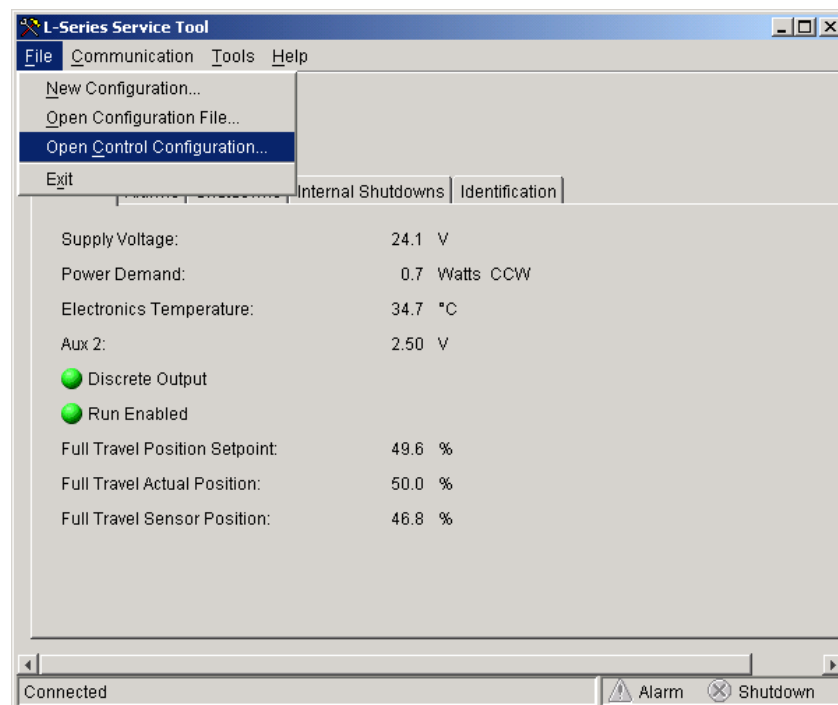 L-Series Service Tool
File Communication Tools Help
New Configuration...
Open Configuration File...
Open Control Configuration...
Exit
Internal Shutdowns Identification
Supply Voltage: 24.1 V
Power Demand: 0.7 Watts CCW
Electronics Temperature: 34.7 °C
Aux 2: 2.50 V
Discrete Output
Run Enabled
Full Travel Position Setpoint: 49.6 %
Full Travel Actual Position: 50.0 %
Full Travel Sensor Position: 46.8 %
Connected Alarm Shutdown